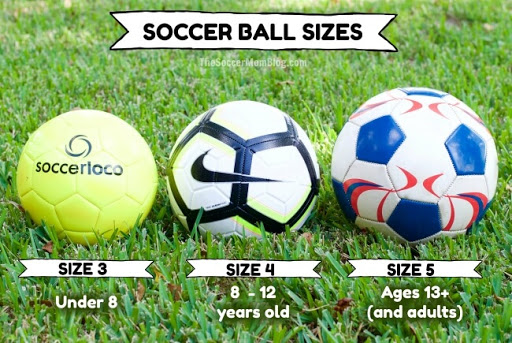 SOCCER BALL SIZES
TheSoccerMomBlog.com
soccerloco
SIZE 3
SIZE 4
SIZE 5
Under 8
8 - 12
years old
Ages 13+
(and adults)